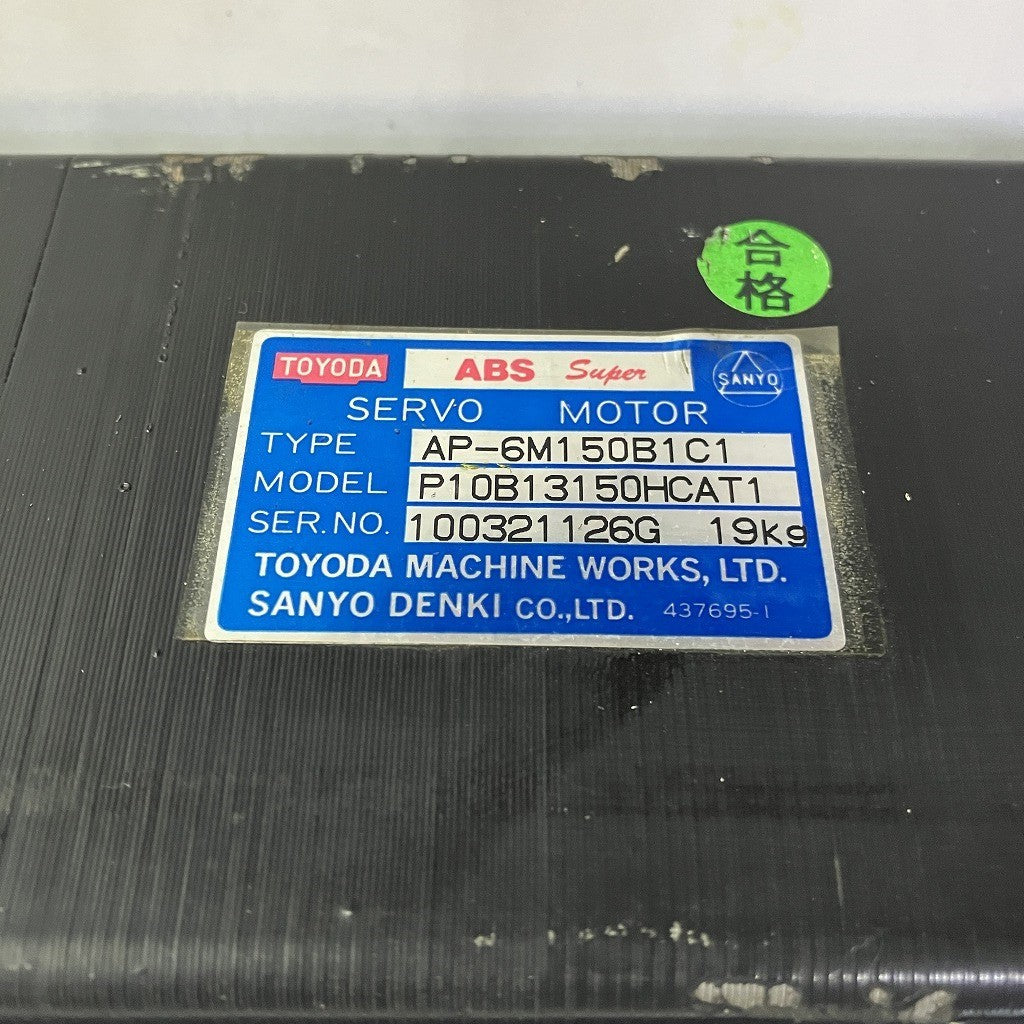 合格
TOYODA ABS Super SANYO
SERVO MOTOR
TYPE AP-6M150B1C1
MODEL P10B13150HCAT1
SER.NO. 100321126G 19kg
TOYODA MACHINE WORKS, LTD.
SANYO DENKI CO.,LTD. 437695-1